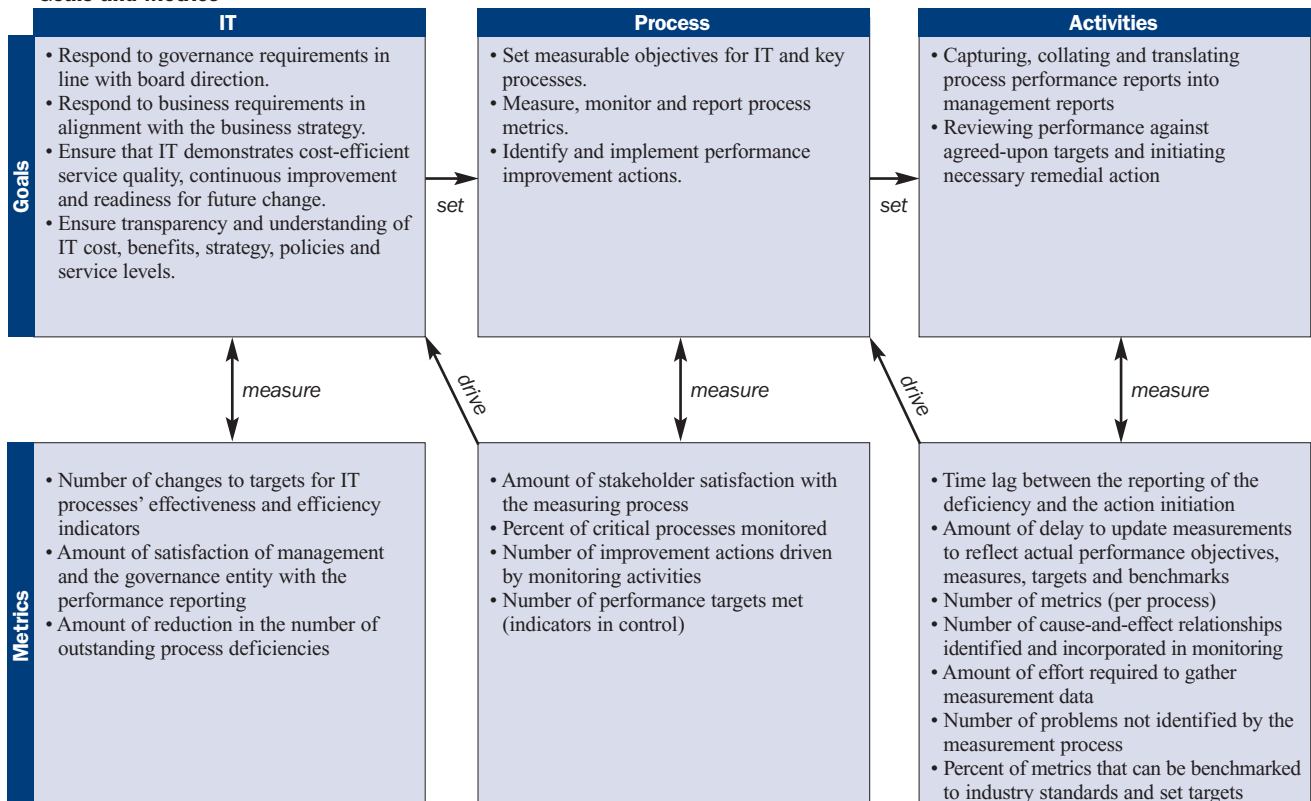 Goals and Metrics
IT
Process
Activities
Goals
• Respond to governance requirements in
line with board direction.
• Respond to business requirements in
alignment with the business strategy.
• Ensure that IT demonstrates cost-efficient
service quality, continuous improvement
and readiness for future change.
• Ensure transparency and understanding of
IT cost, benefits, strategy, policies and
service levels.
set
• Set measurable objectives for IT and key
processes.
• Measure, monitor and report process
metrics.
• Identify and implement performance
improvement actions.
set
• Capturing, collating and translating
process performance reports into
management reports
• Reviewing performance against
agreed-upon targets and initiating
necessary remedial action
measure
drive
measure
drive
measure
Metrics
• Number of changes to targets for IT
processes’ effectiveness and efficiency
indicators
• Amount of satisfaction of management
and the governance entity with the
performance reporting
• Amount of reduction in the number of
outstanding process deficiencies
• Amount of stakeholder satisfaction with
the measuring process
• Percent of critical processes monitored
• Number of improvement actions driven
by monitoring activities
• Number of performance targets met
(indicators in control)
• Time lag between the reporting of the
deficiency and the action initiation
• Amount of delay to update measurements
to reflect actual performance objectives,
measures, targets and benchmarks
• Number of metrics (per process)
• Number of cause-and-effect relationships
identified and incorporated in monitoring
• Amount of effort required to gather
measurement data
• Number of problems not identified by the
measurement process
• Percent of metrics that can be benchmarked
to industry standards and set targets